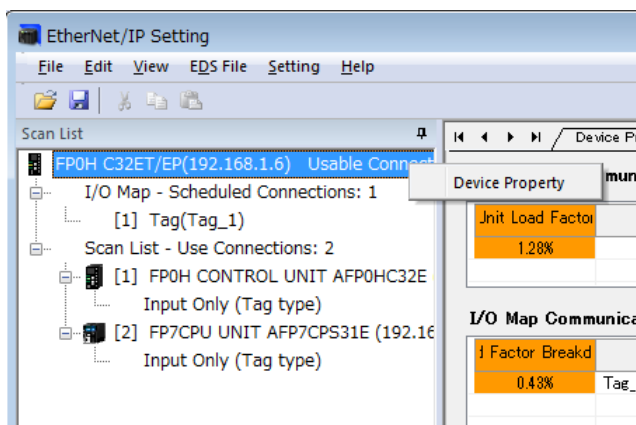 EtherNet/IP Setting
File Edit View EDS File Setting Help
Scan List
Device
FP0H C32ET/EP(192.168.1.6) Usable
I/O Map - Scheduled Connections: 1
[1] Tag(Tag_1)
Scan List - Use Connections: 2
[1] FP0H CONTROL UNIT AFP0HC32E
Input Only (Tag type)
[2] FP7CPU UNIT AFP7CPS31E (192.16
Input Only (Tag type)
Device Property
Unit Load Factor
1.28%
I/O Map
Factor
0.43% Tag_